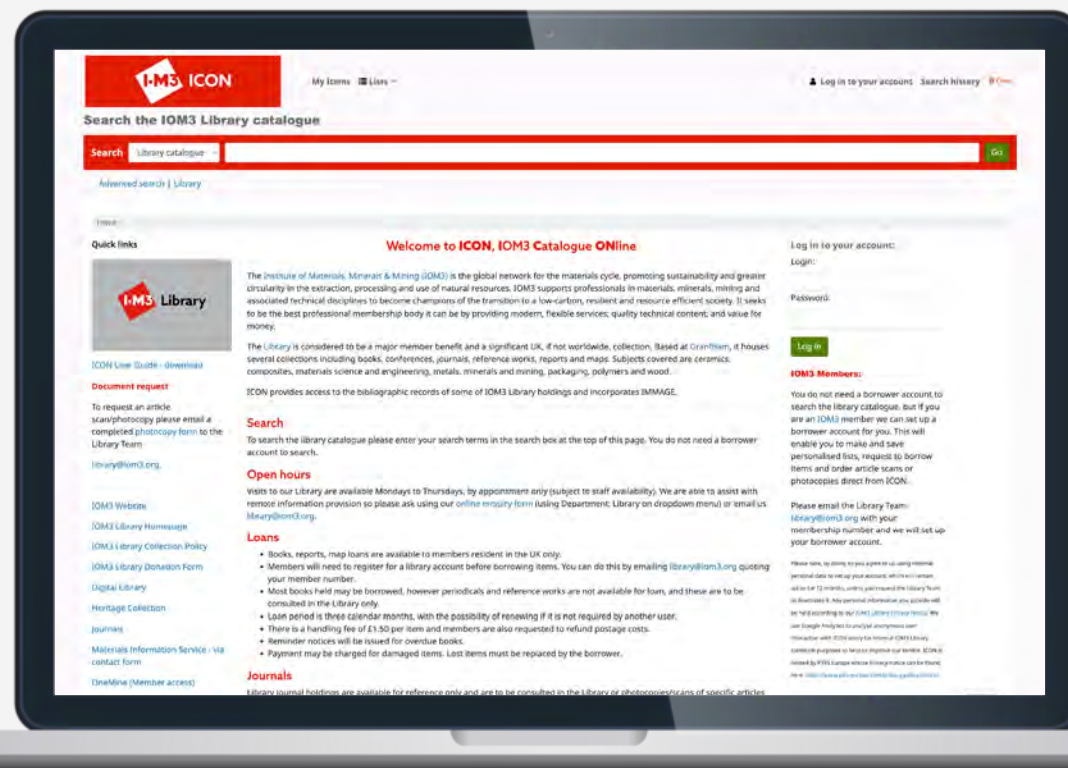 I·M3 ICON
My Items
Lists
Log in to your account
Search history
Search the IOM3 Library catalogue
Search
Library catalogue
Go
Advanced search | Library
Quick links
I·M3 Library
ICON User Guide - download
Document request
To request an article
scan/photocopy please email a
completed photocopy form to the
Library Team
library@iom3.org.
IOM3 Website
IOM3 Library Homepage
IOM3 Library Collection Policy
IOM3 Library Donation Form
Digital Library
Heritage Collection
Journals
Materials Information Service - via
contact form
OneMine (Member access)
Welcome to ICON, IOM3 Catalogue ONline
The Institute of Materials, Minerals & Mining (IOM3) is the global network for the materials cycle, promoting sustainability and greater
circularity in the extraction, processing and use of natural resources. IOM3 supports professionals in materials, minerals, mining and
associated technical disciplines to become champions of the transition to a low-carbon, resilient and resource efficient society. It seeks
to be the best professional membership body it can be by providing modern, flexible services, quality technical content, and value for
money.
The Library is considered to be a major member benefit and a significant UK, if not worldwide, collection. Based at Grantham, it houses
several collections including books, conferences, journals, reference works, reports and maps. Subjects covered are ceramics,
composites, materials science and engineering, metals, minerals and mining, packaging, polymers and wood.
ICON provides access to the bibliographic records of some of IOM3 Library holdings and incorporates IMMAGE.
Search
To search the library catalogue please enter your search terms in the search box at the top of this page. You do not need a borrower
account to search.
Open hours
Visits to our Library are available Mondays to Thursdays, by appointment only (subject to staff availability). We are able to assist with
remote information provision so please ask using our online enquiry form (using Department: Library on dropdown menu) or email us
library@iom3.org.
Loans
• Books, reports, map loans are available to members resident in the UK only.
• Members will need to register for a library account before borrowing items. You can do this by emailing library@iom3.org quoting
your member number.
• Most books held may be borrowed, however periodicals and reference works are not available for loan, and these are to be
consulted in the Library only.
• Loan period is three calendar months, with the possibility of renewing if it is not required by another user.
• There is a handling fee of £1.50 per item and members are also requested to refund postage costs.
• Reminder notices will be issued for overdue books.
• Payment may be charged for damaged items. Lost items must be replaced by the borrower.
Journals
Library journal holdings are available for reference only and are to be consulted in the Library or photocopies/scans of specific articles
Log in to your account:
Login:
Password:
Log in
IOM3 Members:
You do not need a borrower account to
search the library catalogue, but if you
are an IOM3 member we can set up a
borrower account for you. This will
enable you to make and save
personalised lists, request to borrow
items and order article scans or
photocopies direct from ICON.
Please email the Library Team:
library@iom3.org with your
membership number and we will set up
your borrower account.